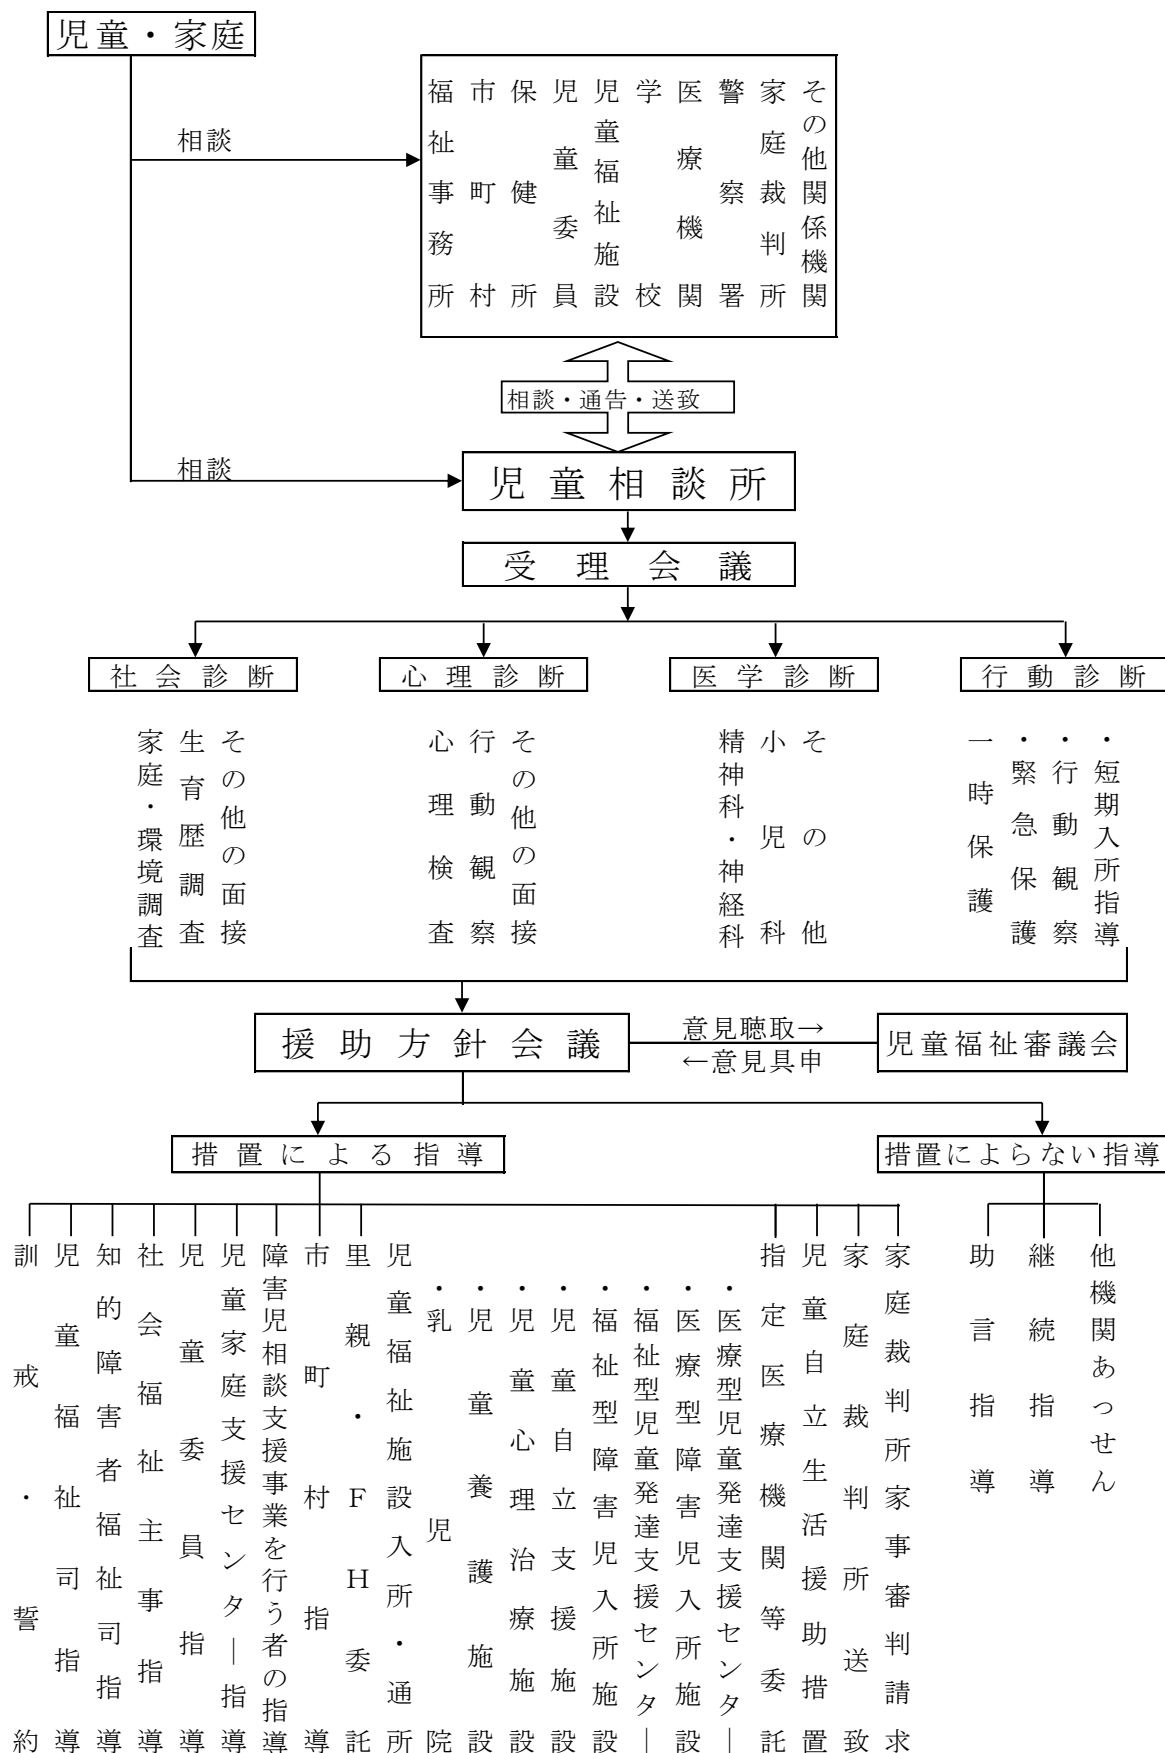 児童・家庭
相談
福祉事務所
市町村
保健所
児童委員
児童福祉施設
学校
医療機関
警察署
家庭裁判所
その他関係機関
相談・通告・送致
相談
児童相談所
受理会議
社会診断
心理診断
医学診断
行動診断
家庭・環境調査
生育歴調査
その他の面接
心理検査
行動観察
その他の面接
精神科・神経科
小児科
その他
一時保護
・緊急保護
・行動観察
・短期入所指導
援助方針会議
意見聴取→
←意見具申
児童福祉審議会
措置による指導
措置によらない指導
訓戒・誓約
児童福祉司指導
知的障害者福祉司指導
社会福祉主事指導
児童委員指導
児童家庭支援センタ―指導
障害児相談支援事業を行う者の指導
市町村指導
里親・FH委託
児童福祉施設入所・通所
・乳児院
・児童養護施設
・児童心理治療施設
・児童自立支援施設
・福祉型障害児入所施設
・福祉型児童発達支援センタ―
・医療型障害児入所施設
・医療型児童発達支援センタ―
指定医療機関等委託
児童自立生活援助措置
家庭裁判所送致
家庭裁判所家事審判請求
助言指導
継続指導
他機関あっせん